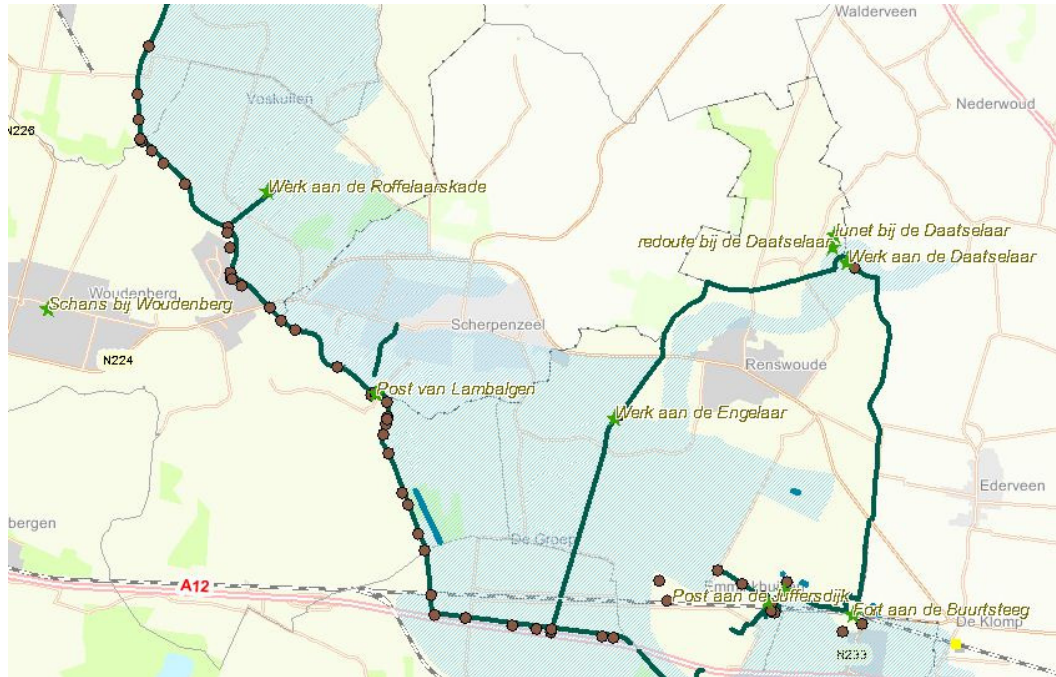 Walderveen
Voskuilen
Nederwoud
N226
Werk aan de Roffelaarskade
lunet bij de Daatselaar
redoute bij de Daatselaar
Werk aan de Daatselaar
Woudenberg
Schans bij Woudenberg
Scherpenzeel
N224
Renswoude
Post van Lambalgen
Werk aan de Engelaar
Ederveen
bergen
De Groep
A12
Post aan de Juffersdijk
Fort aan de Buurtsteeg
De Klomp
N233